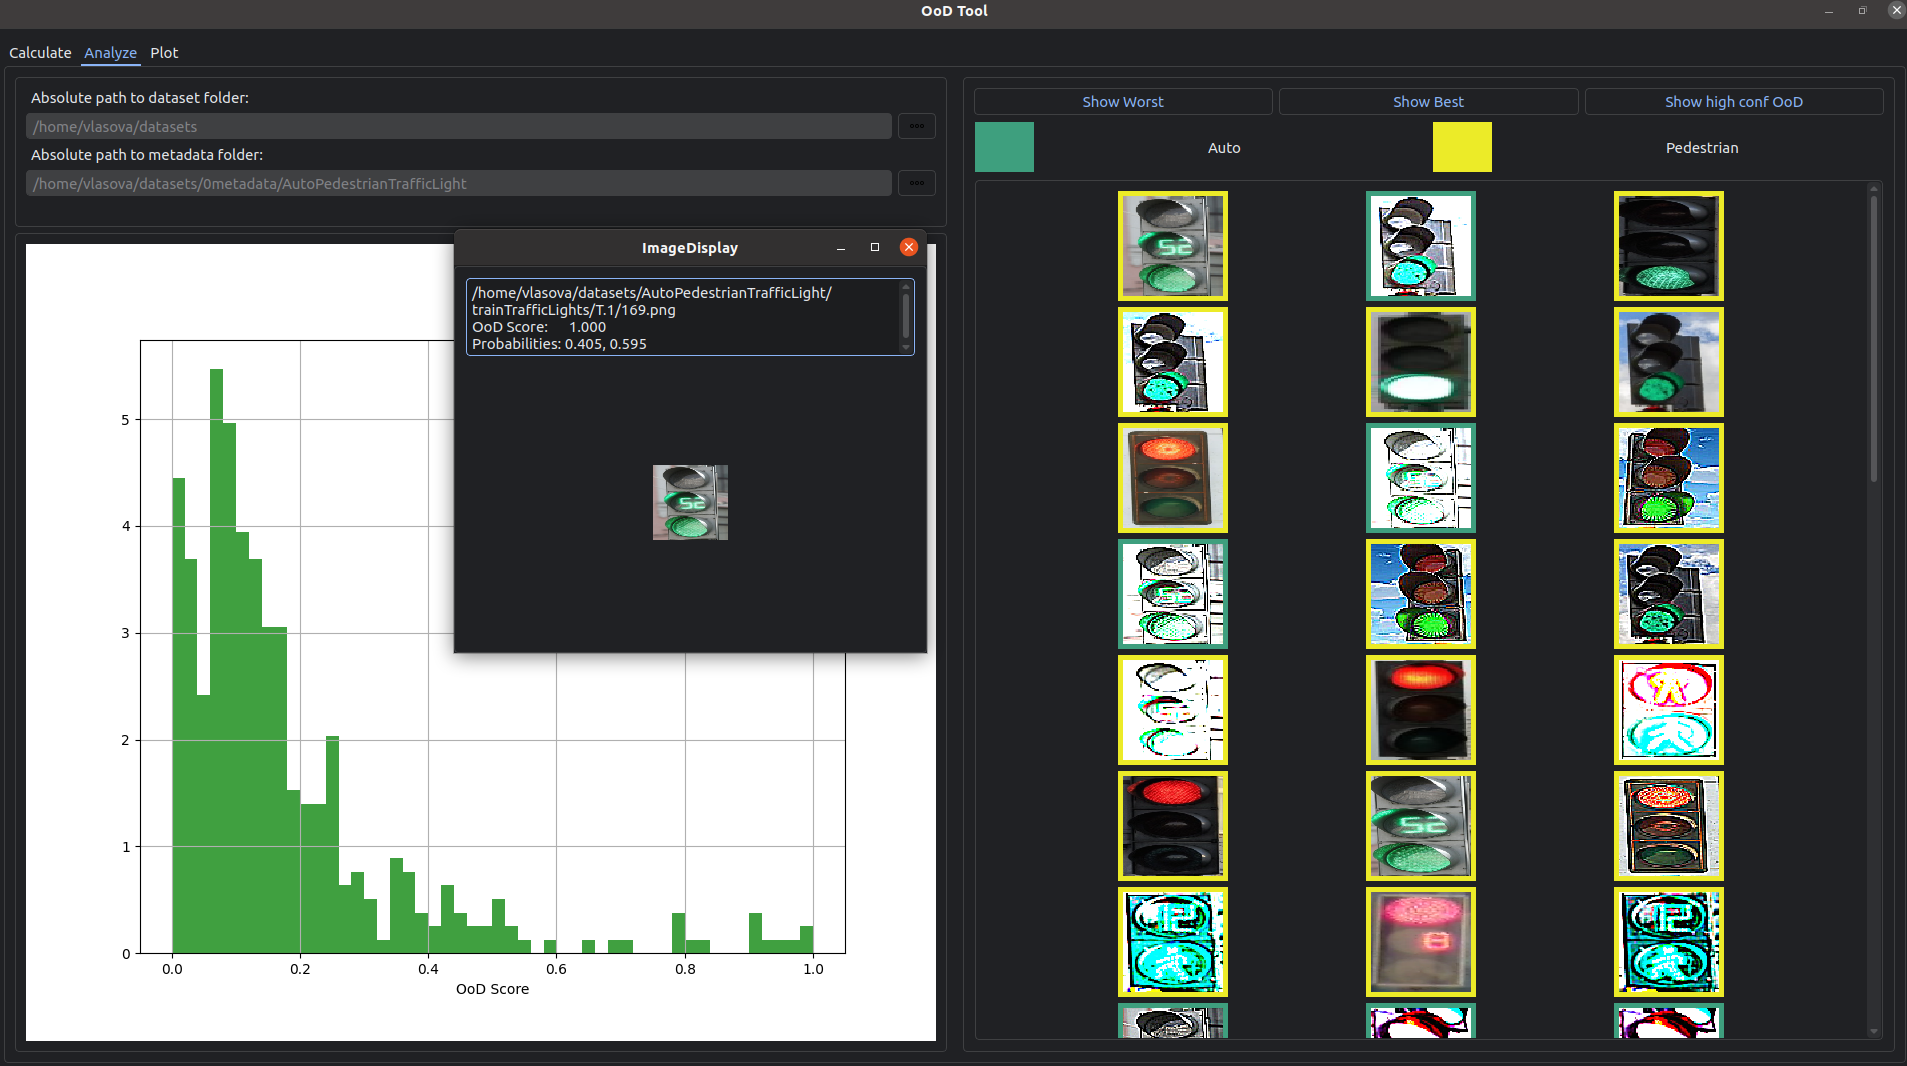 OoD Tool
Calculate Analyze Plot
Absolute path to dataset folder:
/home/vlasova/datasets
Absolute path to metadata folder:
/home/vlasova/datasets/0metadata/AutoPedestrianTrafficLight
ImageDisplay
/home/vlasova/datasets/AutoPedestrianTrafficLight/
trainTrafficLights/T.1/169.png
OoD Score: 1.000
Probabilities: 0.405, 0.595
52
5
4
3
2
1
0
0.0 0.2 0.4 0.6 0.8 1.0
OoD Score
Show Worst Show Best Show high conf OoD
Auto Pedestrian
52
52